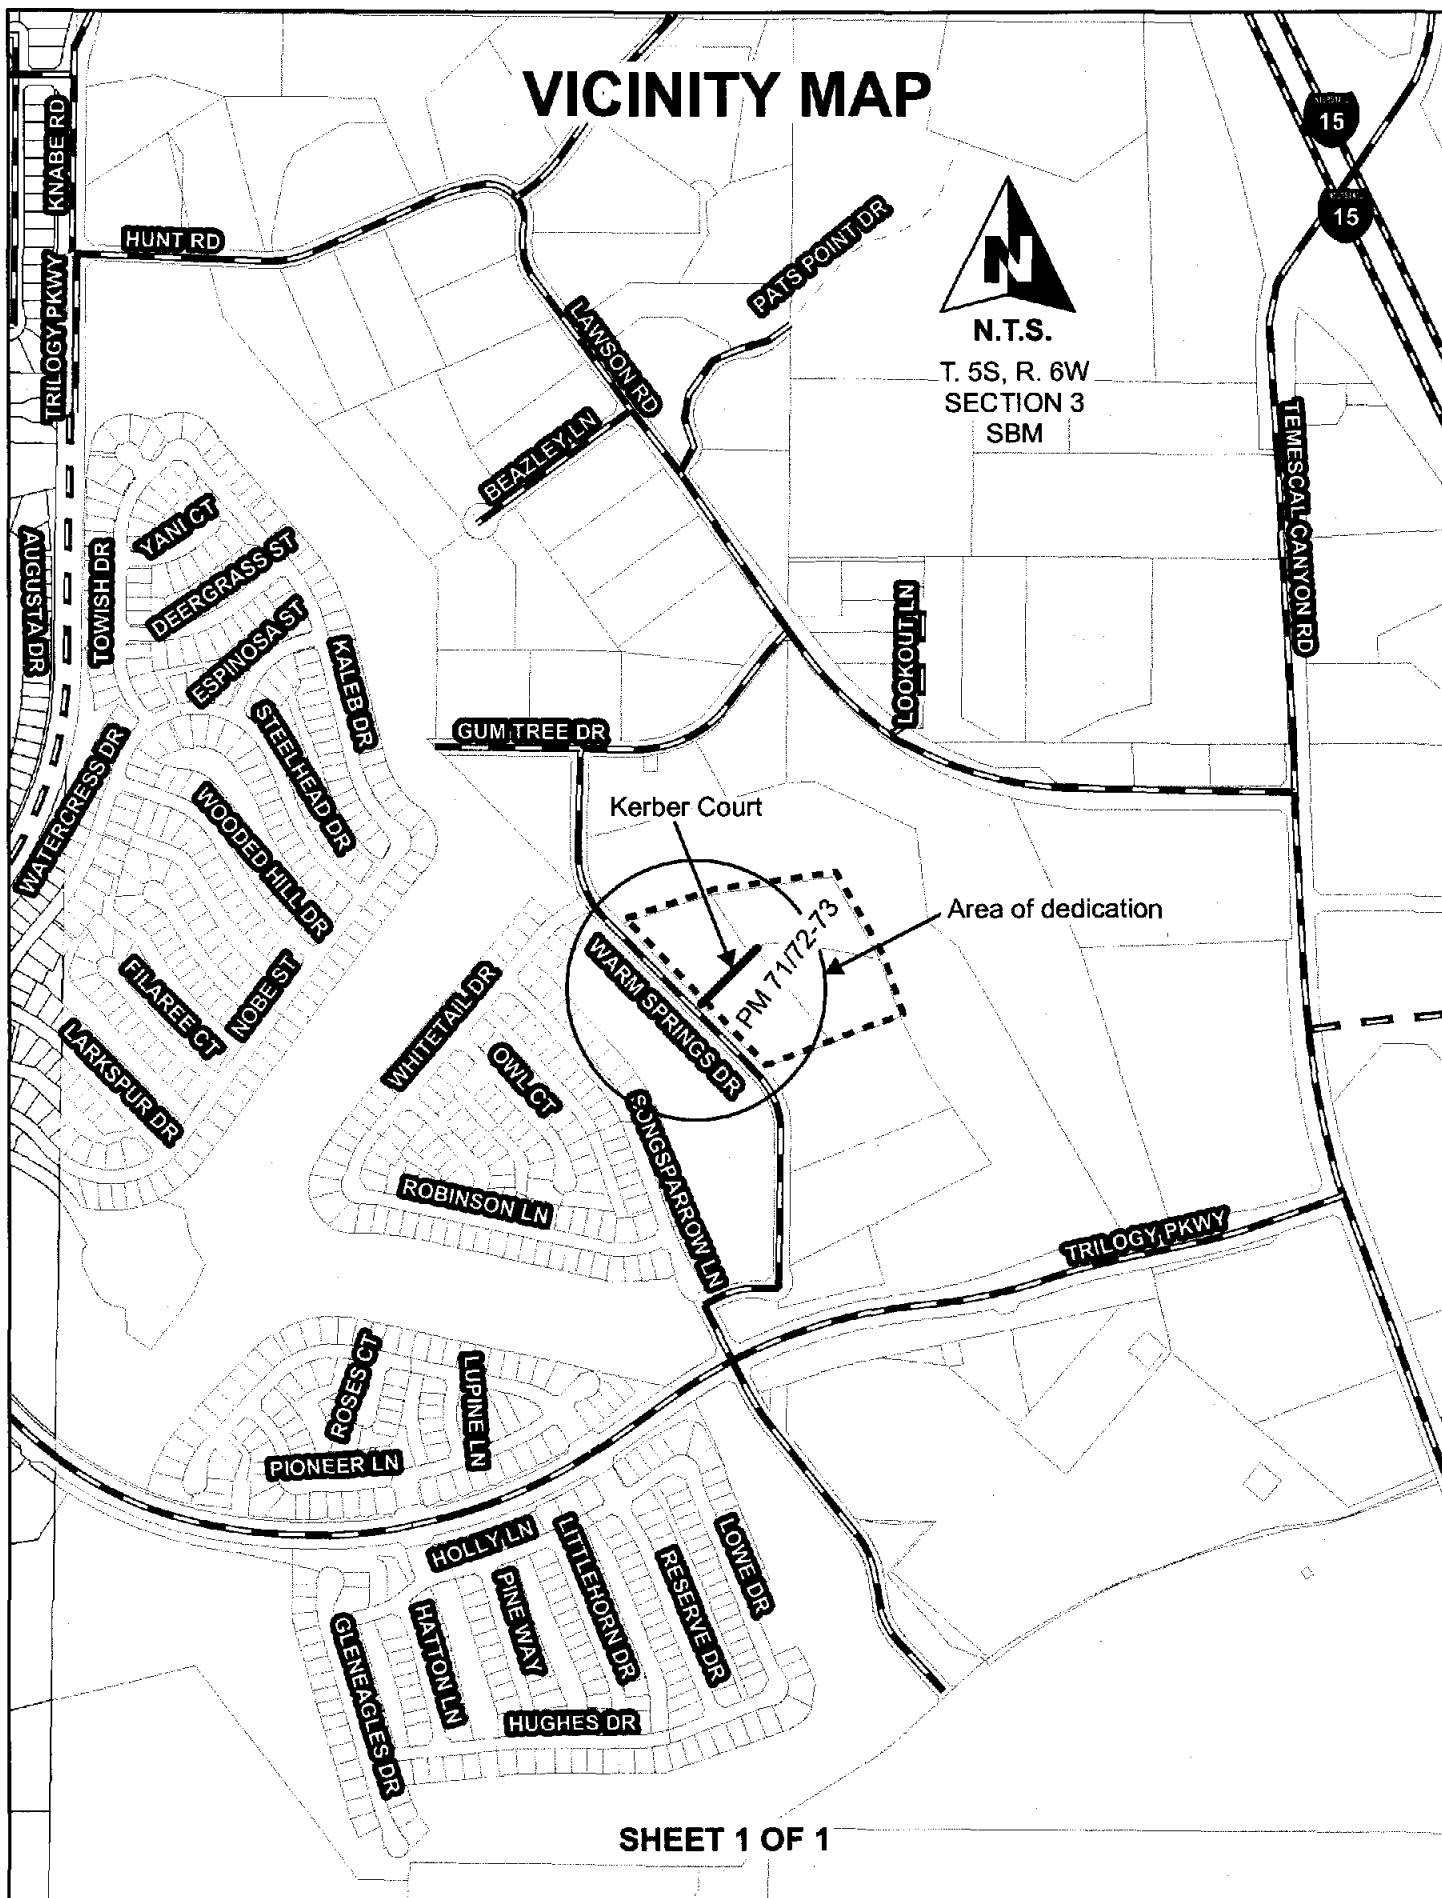 VICINITY MAP
KNABE RD
15
15
HUNT RD
PATS POINT DR
N
N.T.S.
T. 5S, R. 6W
SECTION 3
SBM
TRILOGY PKWY
LAWSON RD
BEAZLEY LN
TEMESCAL CANYON RD
YANI CT
AUGUSTA DR
TOWISH DR
DEERGRASS ST
ESPINOSA ST
KALEB DR
LOOKOUT LN
STEELHEAD DR
GUM TREE DR
WATERCRESS DR
WOODED HILL DR
Kerber Court
Area of dedication
PM 71/72-73
WARM SPRINGS DR
FILAREE CT
NOBE ST
WHITETAIL DR
LARKSPUR DR
OWL CT
SONGSPARROW LN
ROBINSON LN
TRILOGY PKWY
ROSES CT
LUPINE LN
PIONEER LN
HOLLY LN
LITTLEHORN DR
LOWE DR
RESERVE DR
PINE WAY
HATTON LN
GLENEAGLES DR
HUGHES DR
SHEET 1 OF 1